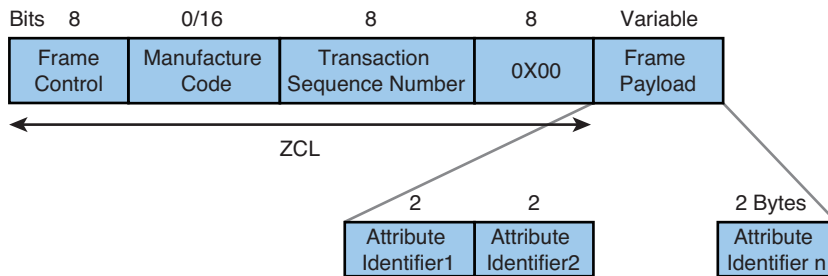 Bits 8 0/16 8 8 Variable
Frame Control
Manufacture Code
Transaction Sequence Number
0X00
Frame Payload
ZCL
2 2 2 Bytes
Attribute Identifier1
Attribute Identifier2
Attribute Identifier n